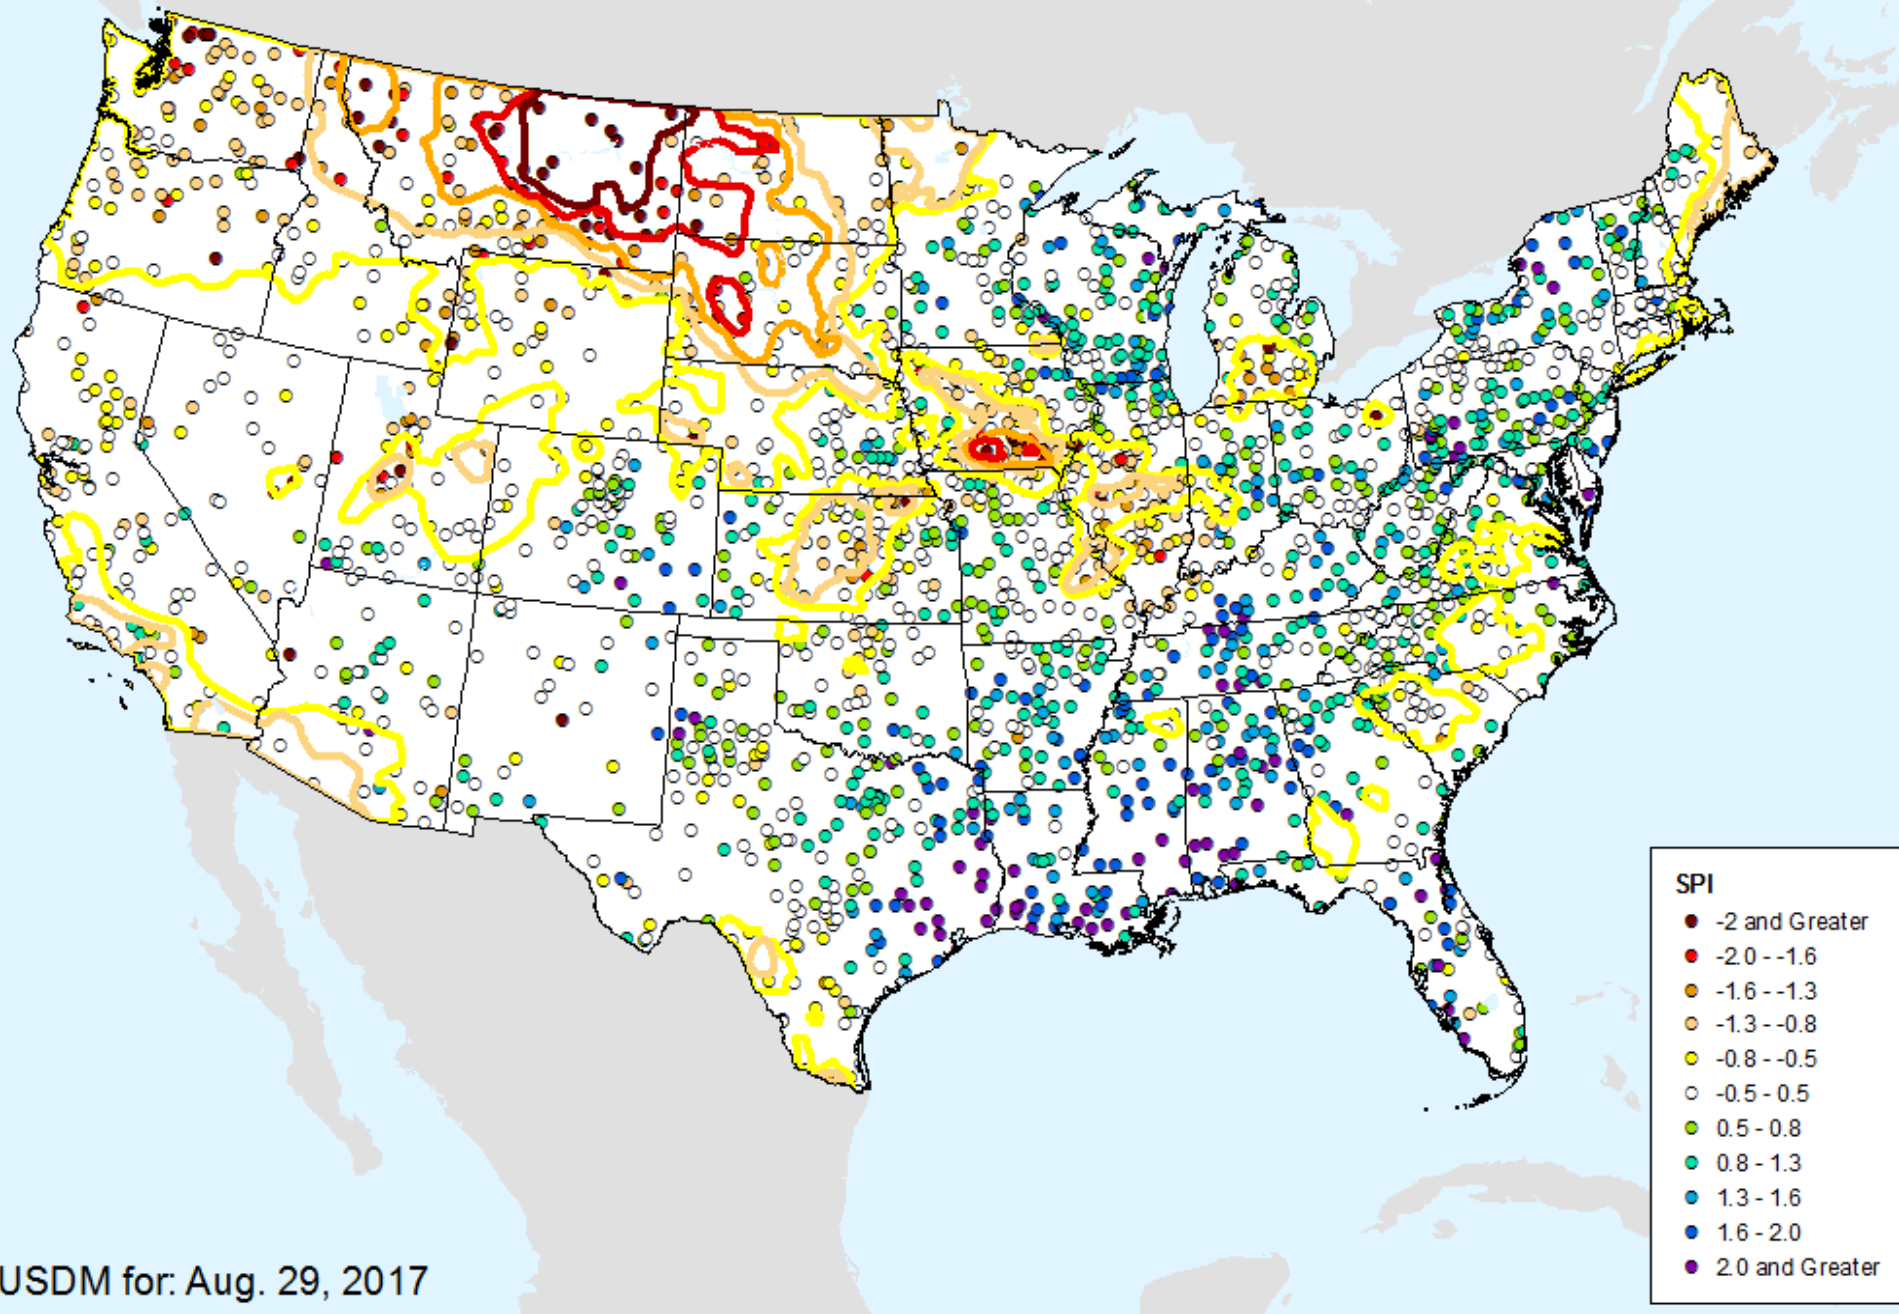 SPI
-2 and Greater
-2.0 - -1.6
-1.6 - -1.3
-1.3 - -0.8
-0.8 - -0.5
-0.5 - 0.5
0.5 - 0.8
0.8 - 1.3
1.3 - 1.6
1.6 - 2.0
2.0 and Greater
USDM for: Aug. 29, 2017